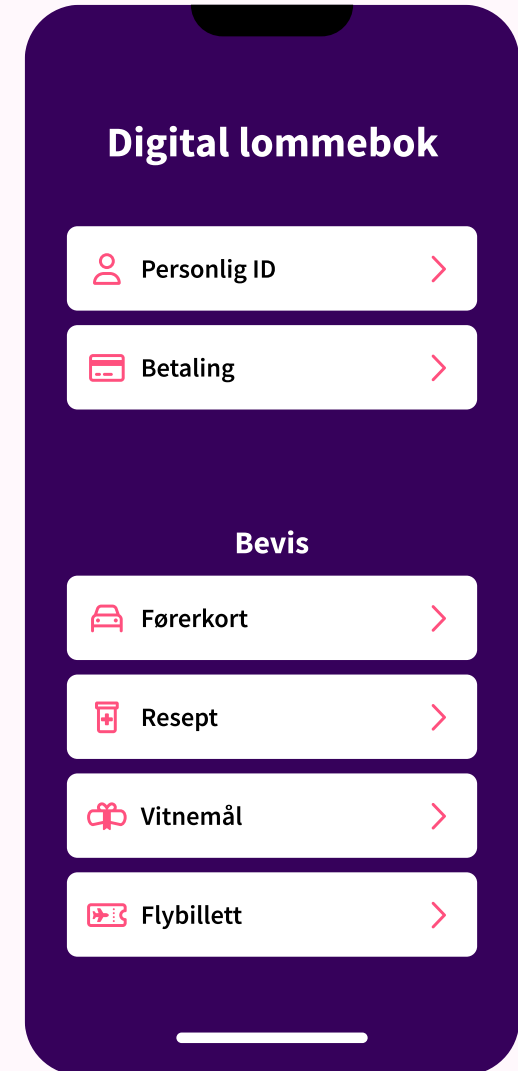 Digital lommebok
Personlig ID
Betaling
Bevis
Førerkort
Resept
Vitnemål
Flybillett